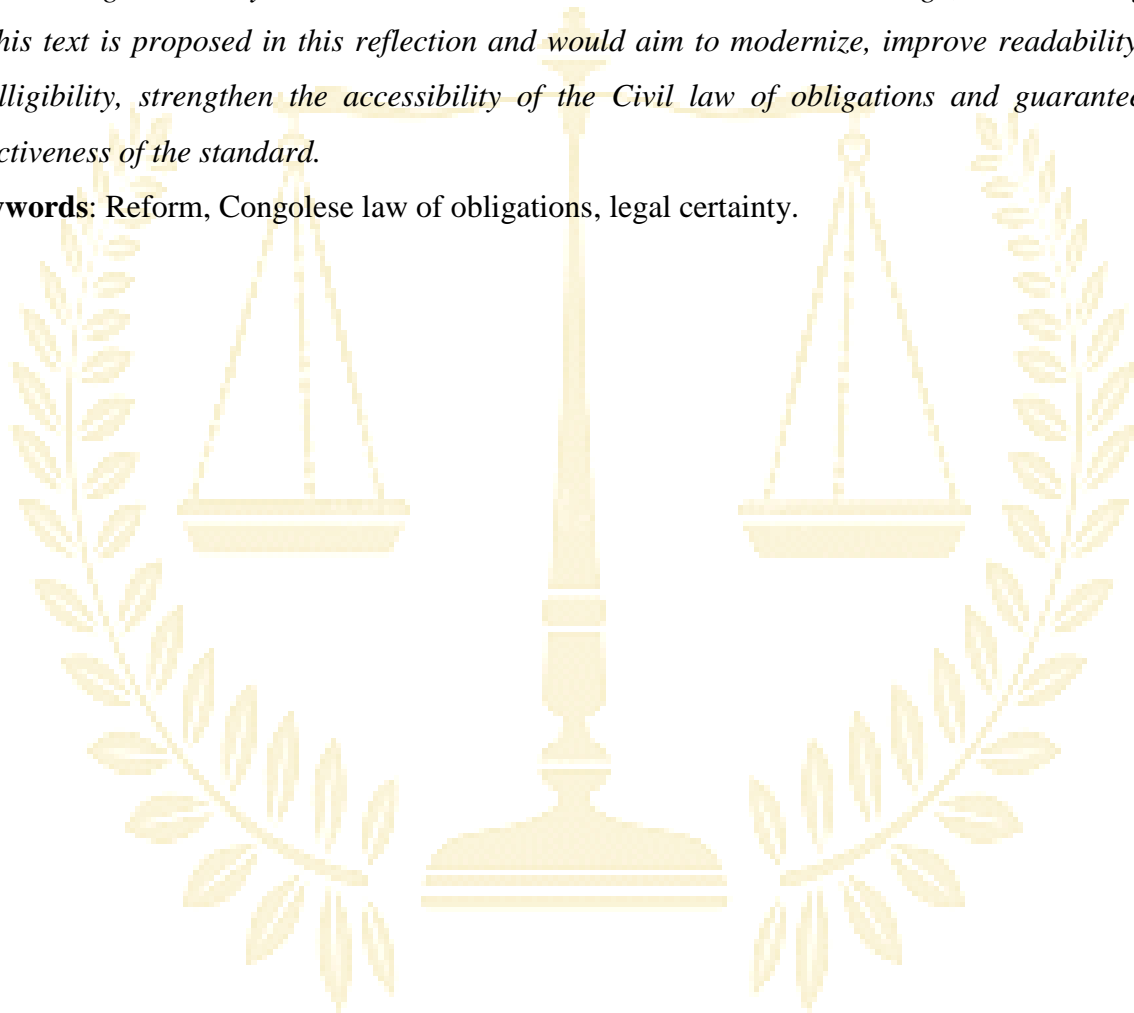 his text is proposed in this reflection and would aim to modernize, improve readability
lligibility, strengthen the accessibility of the Civil law of obligations and guarantee
ctiveness of the standard.
ywords: Reform, Congolese law of obligations, legal certainty.